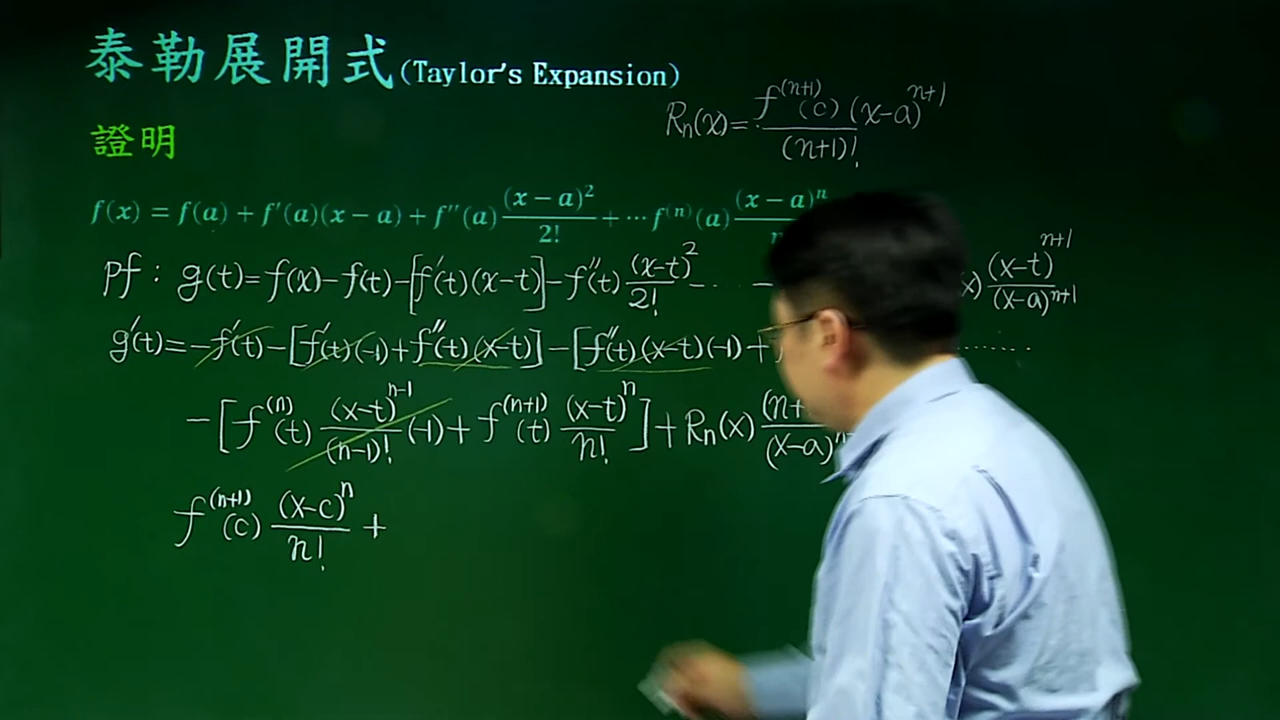 泰勒展開式(Taylor's Expansion)
Rn(x)=f^(n+1)(c)/(n+1)! (x-a)^n+1
證明
f(x) = f(a) + f'(a)(x − a) + f''(a) (x − a)^2/2! + ··· f^(n)(a) (x − a)^n
pf : g(t)=f(x)-f(t)-[f'(t)(x-t)]-f''(t) (x-t)^2/2! -... - x) (x-t)^n+1/(x-a)^n+1
g'(t)=-f'(t)-[f'(t)(-1)+f''(t)(x-t)]-[f''(t)(x-t)(-1)+ ..........
-[f^(n)(t) (x-t)^n-1/(n-1)! (-1)+f^(n+1)(t) (x-t)^n/n!]+Rn(x) (n+ /(x-a)
f^(n+1)(c) (x-c)^n/n! +